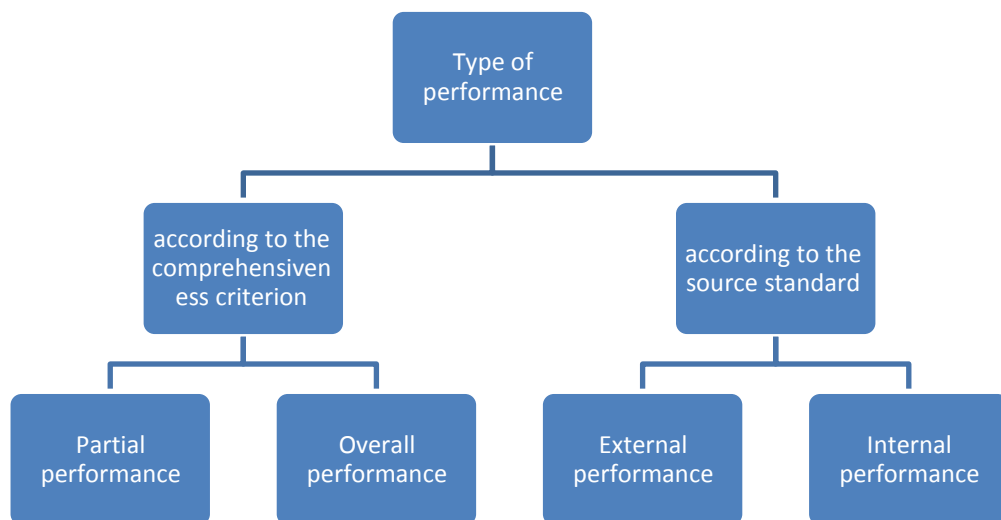 Type of
performance
according to the
comprehensiven
ess criterion
according to the
source standard
Partial
performance
Overall
performance
External
performance
Internal
performance